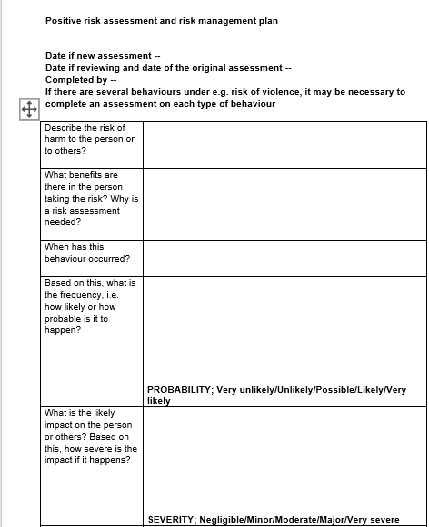 Positive risk assessment and risk management plan
Date if new assessment --
Date if reviewing and date of the original assessment --
Completed by --
If there are several behaviours under e.g. risk of violence, it may be necessary to
complete an assessment on each type of behaviour
Describe the risk of
harm to the person or
to others?
What benefits are
there in the person
taking the risk? Why is
a risk assessment
needed?
When has this
behaviour occurred?
Based on this, what is
the frequency, i.e.
how likely or how
probable is it to
happen?
PROBABILITY; Very unlikely/Unlikely/Possible/Likely/Very
likely
What is the likely
impact on the person
or others? Based on
this, how severe is the
impact if it happens?
SEVERITY; Negligible/Minor/Moderate/Major/Very severe